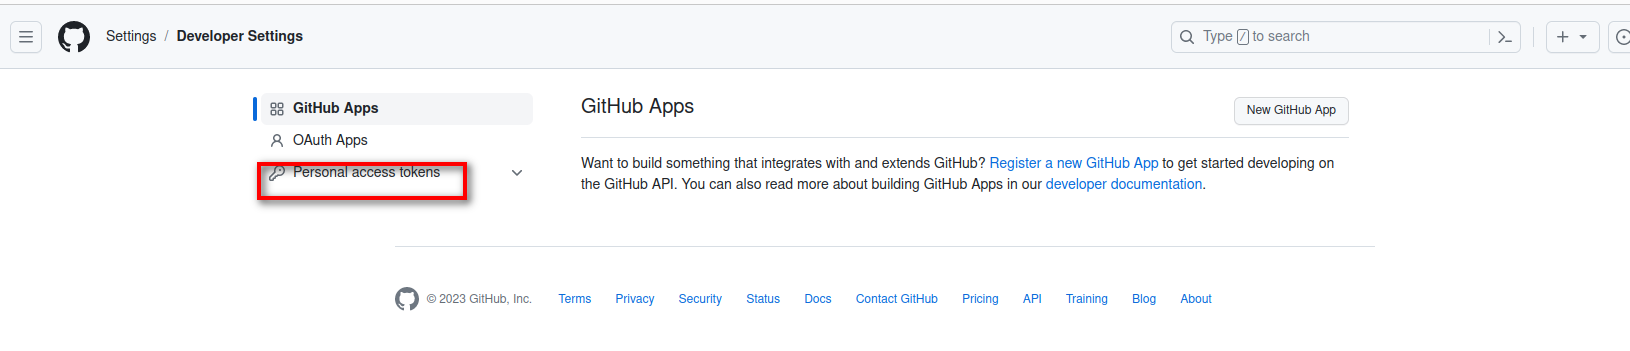 Settings / Developer Settings
Type / to search
GitHub Apps
OAuth Apps
Personal access tokens
GitHub Apps
New GitHub App
Want to build something that integrates with and extends GitHub? Register a new GitHub App to get started developing on
the GitHub API. You can also read more about building GitHub Apps in our developer documentation.
© 2023 GitHub, Inc. Terms Privacy Security Status Docs Contact GitHub Pricing API Training Blog About